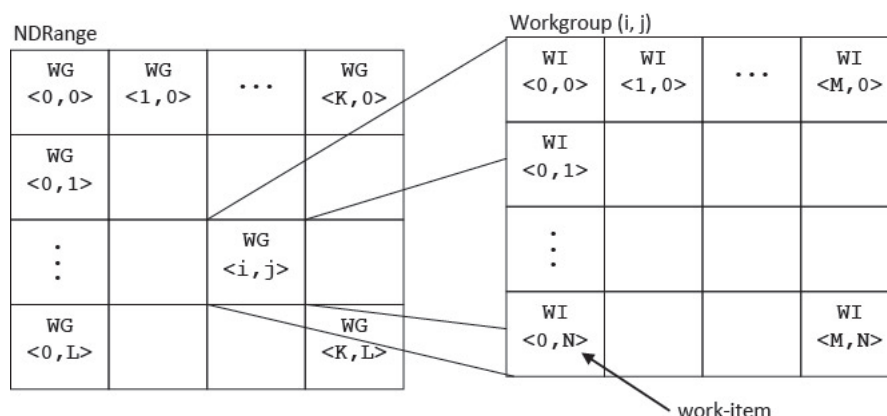 NDRange
WG
<0,0>
WG
<1,0>
...
WG
<K,0>
WG
<0,1>
⋮
WG
<i,j>
WG
<0,L>
WG
<K,L>
Workgroup (i, j)
WI
<0,0>
WI
<1,0>
...
WI
<M,0>
WI
<0,1>
⋮
WI
<0,N>
WI
<M,N>
work-item